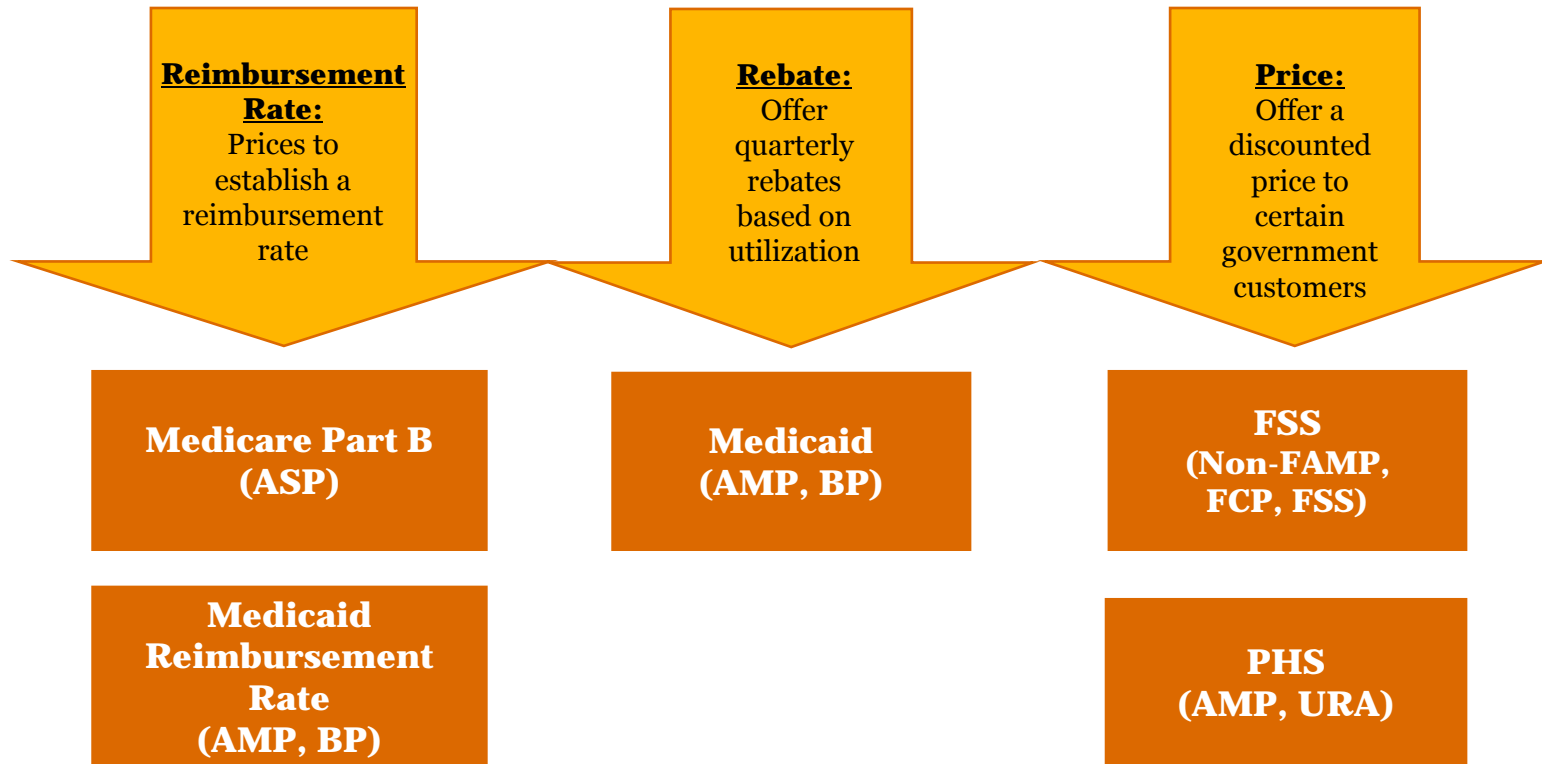 Reimbursement
Rate:
Prices to
establish a
reimbursement
rate
Rebate:
Offer
quarterly
rebates
based on
utilization
Price:
Offer a
discounted
price to
certain
government
customers
Medicare Part B
(ASP)
Medicaid
(AMP, BP)
FSS
(Non-FAMP,
FCP, FSS)
Medicaid
Reimbursement
Rate
(AMP, BP)
PHS
(AMP, URA)